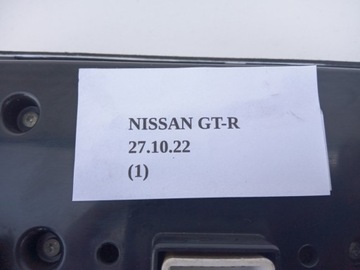 NISSAN GT-R
27.10.22
(1)